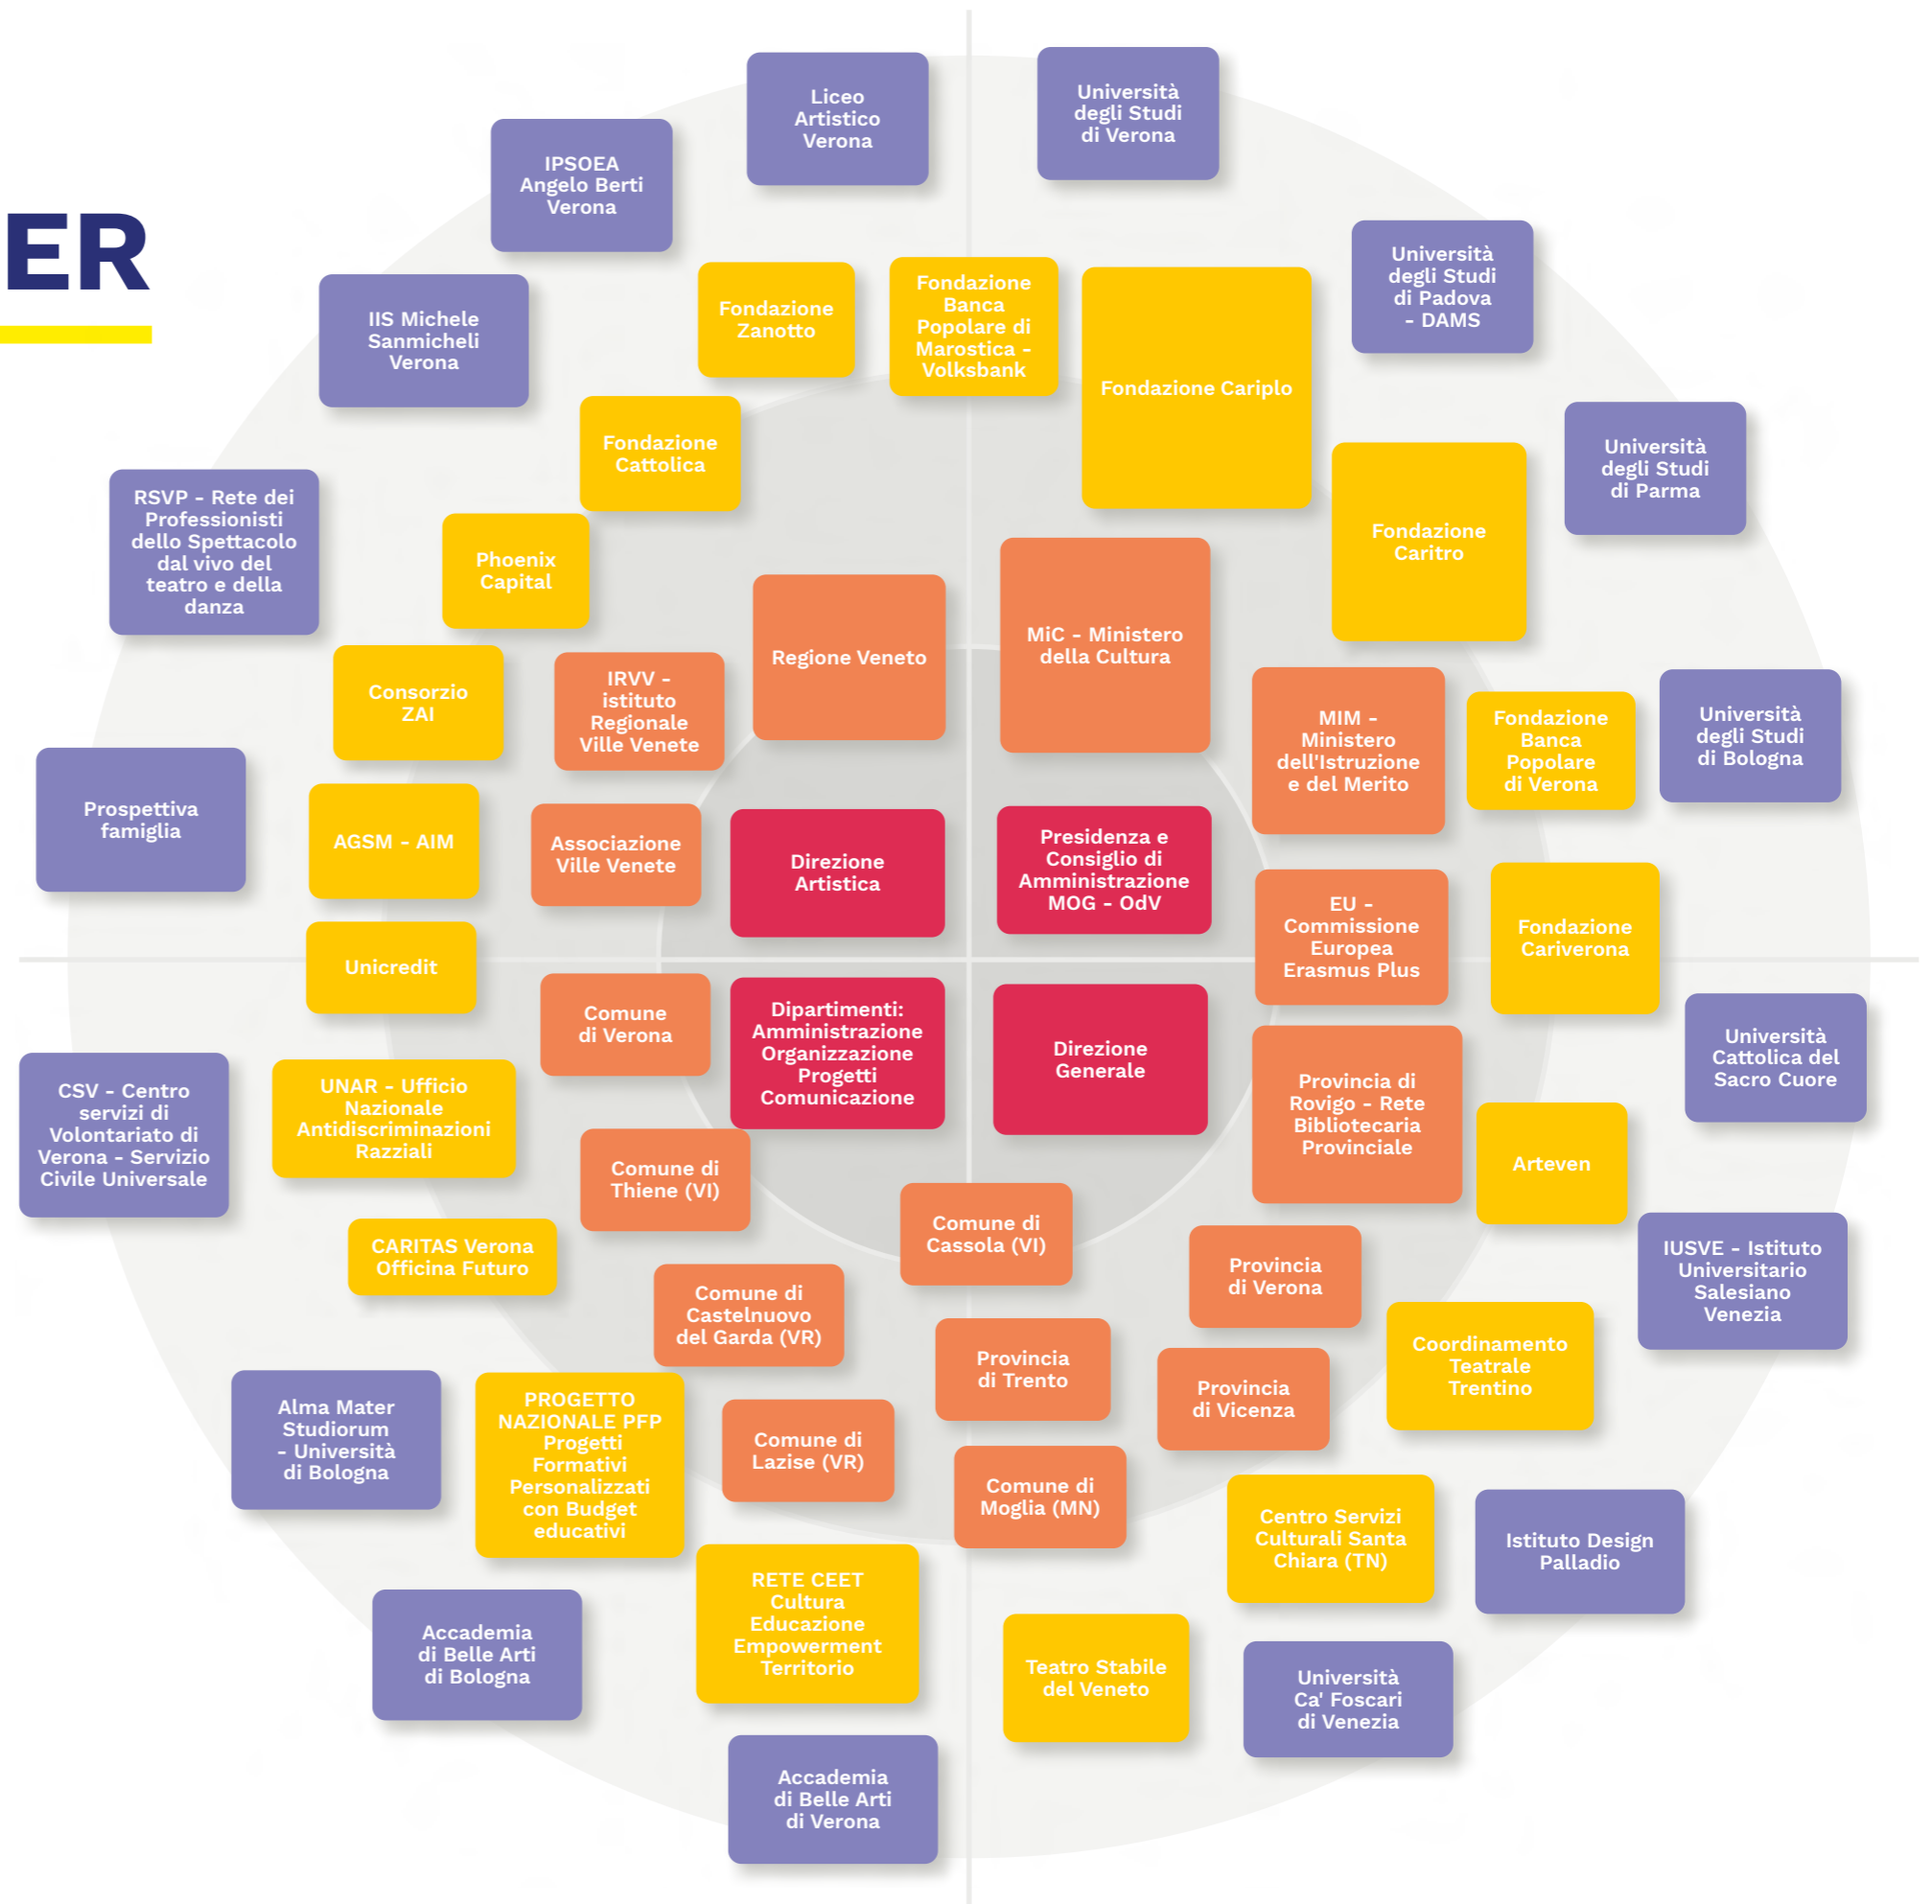 ER
Liceo
Artistico
Verona
Università
degli Studi
di Verona
IPSOEA
Angelo Berti
Verona
Università
degli Studi
di Padova
- DAMS
IIS Michele
Sanmicheli
Verona
Fondazione
Zanotto
Fondazione
Banca
Popolare di
Marostica -
Volksbank
Fondazione Cariplo
Fondazione
Cattolica
Università
degli Studi
di Parma
RSVP - Rete dei
Professionisti
dello Spettacolo
dal vivo del
teatro e della
danza
Phoenix
Capital
Fondazione
Caritro
Regione Veneto
MiC - Ministero
della Cultura
Consorzio
ZAI
IRVV -
istituto
Regionale
Ville Venete
MIM -
Ministero
dell'Istruzione
e del Merito
Fondazione
Banca
Popolare
di Verona
Università
degli Studi
di Bologna
Prospettiva
famiglia
AGSM - AIM
Associazione
Ville Venete
Direzione
Artistica
Presidenza e
Consiglio di
Amministrazione
MOG - OdV
EU -
Commissione
Europea
Erasmus Plus
Fondazione
Cariverona
Unicredit
Comune
di Verona
Dipartimenti:
Amministrazione
Organizzazione
Progetti
Comunicazione
Direzione
Generale
Università
Cattolica del
Sacro Cuore
CSV - Centro
servizi di
Volontariato di
Verona - Servizio
Civile Universale
UNAR - Ufficio
Nazionale
Antidiscriminazioni
Razziali
Provincia di
Rovigo - Rete
Bibliotecaria
Provinciale
Arteven
Comune di
Thiene (VI)
Comune di
Cassola (VI)
CARITAS Verona
Officina Futuro
Provincia
di Verona
IUSVE - Istituto
Universitario
Salesiano
Venezia
Comune di
Castelnuovo
del Garda (VR)
Provincia
di Trento
Provincia
di Vicenza
Coordinamento
Teatrale
Trentino
Alma Mater
Studiorum
- Università
di Bologna
PROGETTO
NAZIONALE PFP
Progetti
Formativi
Personalizzati
con Budget
educativi
Comune di
Lazise (VR)
Comune di
Moglia (MN)
Centro Servizi
Culturali Santa
Chiara (TN)
Istituto Design
Palladio
RETE CEET
Cultura
Educazione
Empowerment
Territorio
Accademia
di Belle Arti
di Bologna
Teatro Stabile
del Veneto
Università
Ca' Foscari
di Venezia
Accademia
di Belle Arti
di Verona